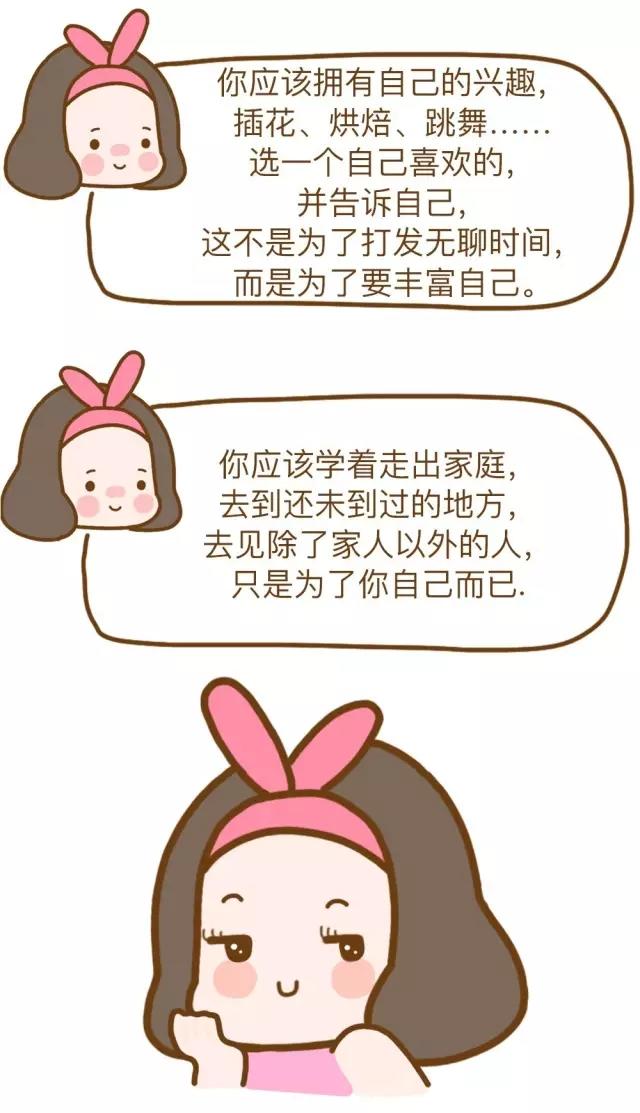 你应该拥有自己的兴趣，
插花、烘焙、跳舞……
选一个自己喜欢的，
并告诉自己，
这不是为了打发无聊时间，
而是为了要丰富自己。
你应该学着走出家庭，
去到还未到过的地方，
去见除了家人以外的人，
只是为了你自己而已.